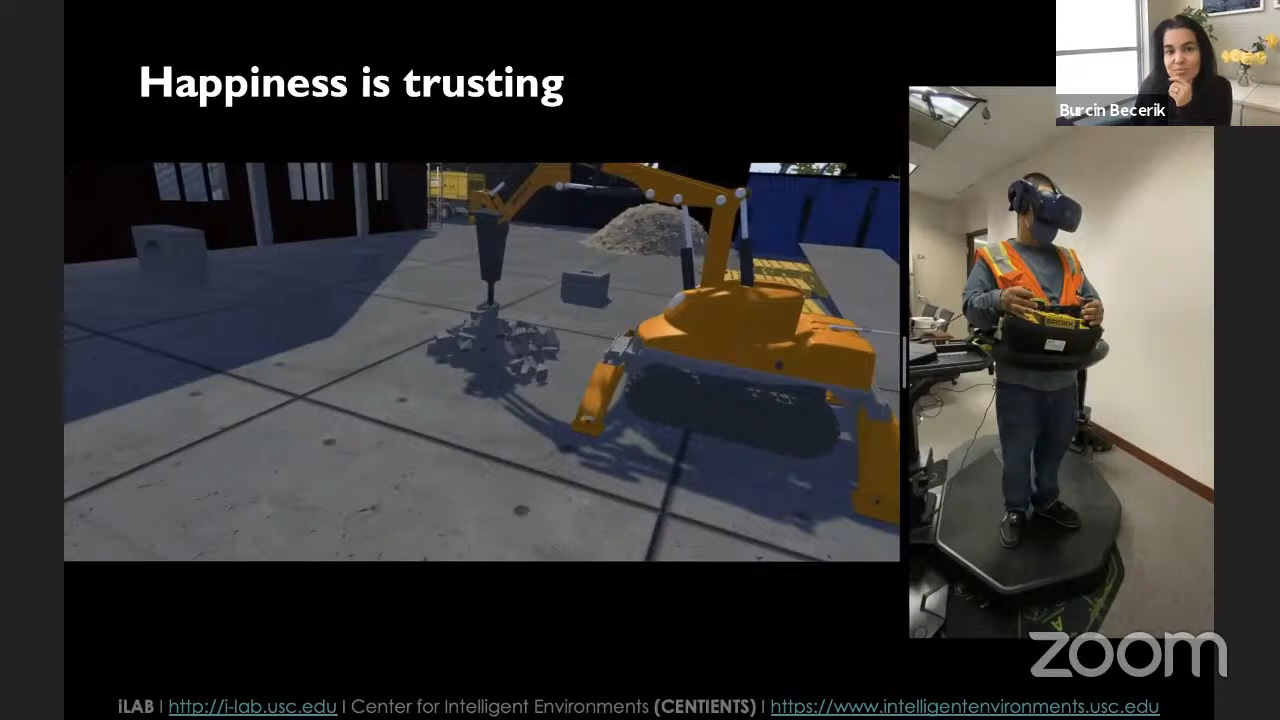 Happiness is trusting
Burcin Becerik
BROKK
zoom
iLAB I http://i-lab.usc.edu I Center for Intelligent Environments (CENTIENTS) I https://www.intelligentenvironments.usc.edu